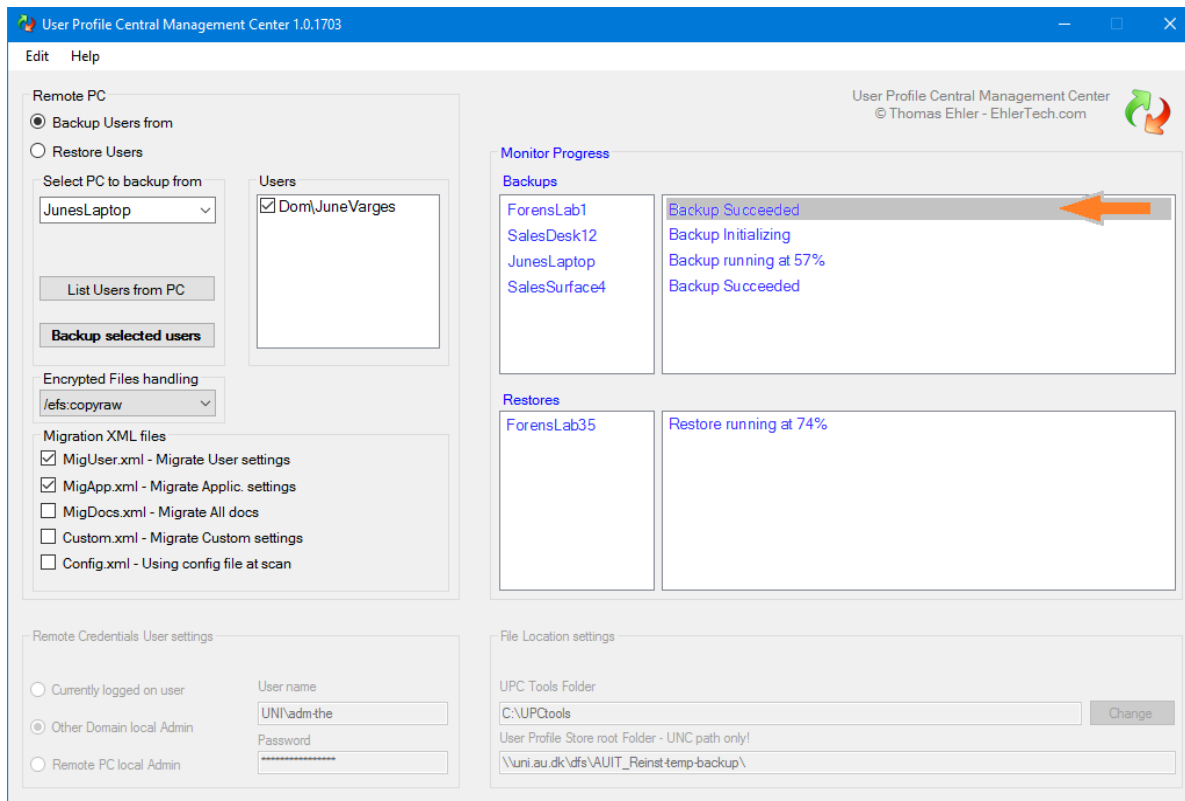 User Profile Central Management Center 1.0.1703
Edit Help
Remote PC
Backup Users from
Restore Users
Select PC to backup from
JunesLaptop
List Users from PC
Backup selected users
Users
Dom\JuneVarges
Encrypted Files handling
/efs:copyraw
Migration XML files
MigUser.xml - Migrate User settings
MigApp.xml - Migrate Applic. settings
MigDocs.xml - Migrate All docs
Custom.xml - Migrate Custom settings
Config.xml - Using config file at scan
User Profile Central Management Center
© Thomas Ehler - EhlerTech.com
Monitor Progress
Backups
ForensLab1 Backup Succeeded
SalesDesk12 Backup Initializing
JunesLaptop Backup running at 57%
SalesSurface4 Backup Succeeded
Restores
ForensLab35 Restore running at 74%
Remote Credentials User settings
Currently logged on user
Other Domain local Admin
Remote PC local Admin
User name
UNI\adm-the
Password
****************
File Location settings
UPC Tools Folder
C:\UPCtools
Change
User Profile Store root Folder - UNC path only!
\\uni.au.dk\dfs\AUIT_Reinst-temp-backup\